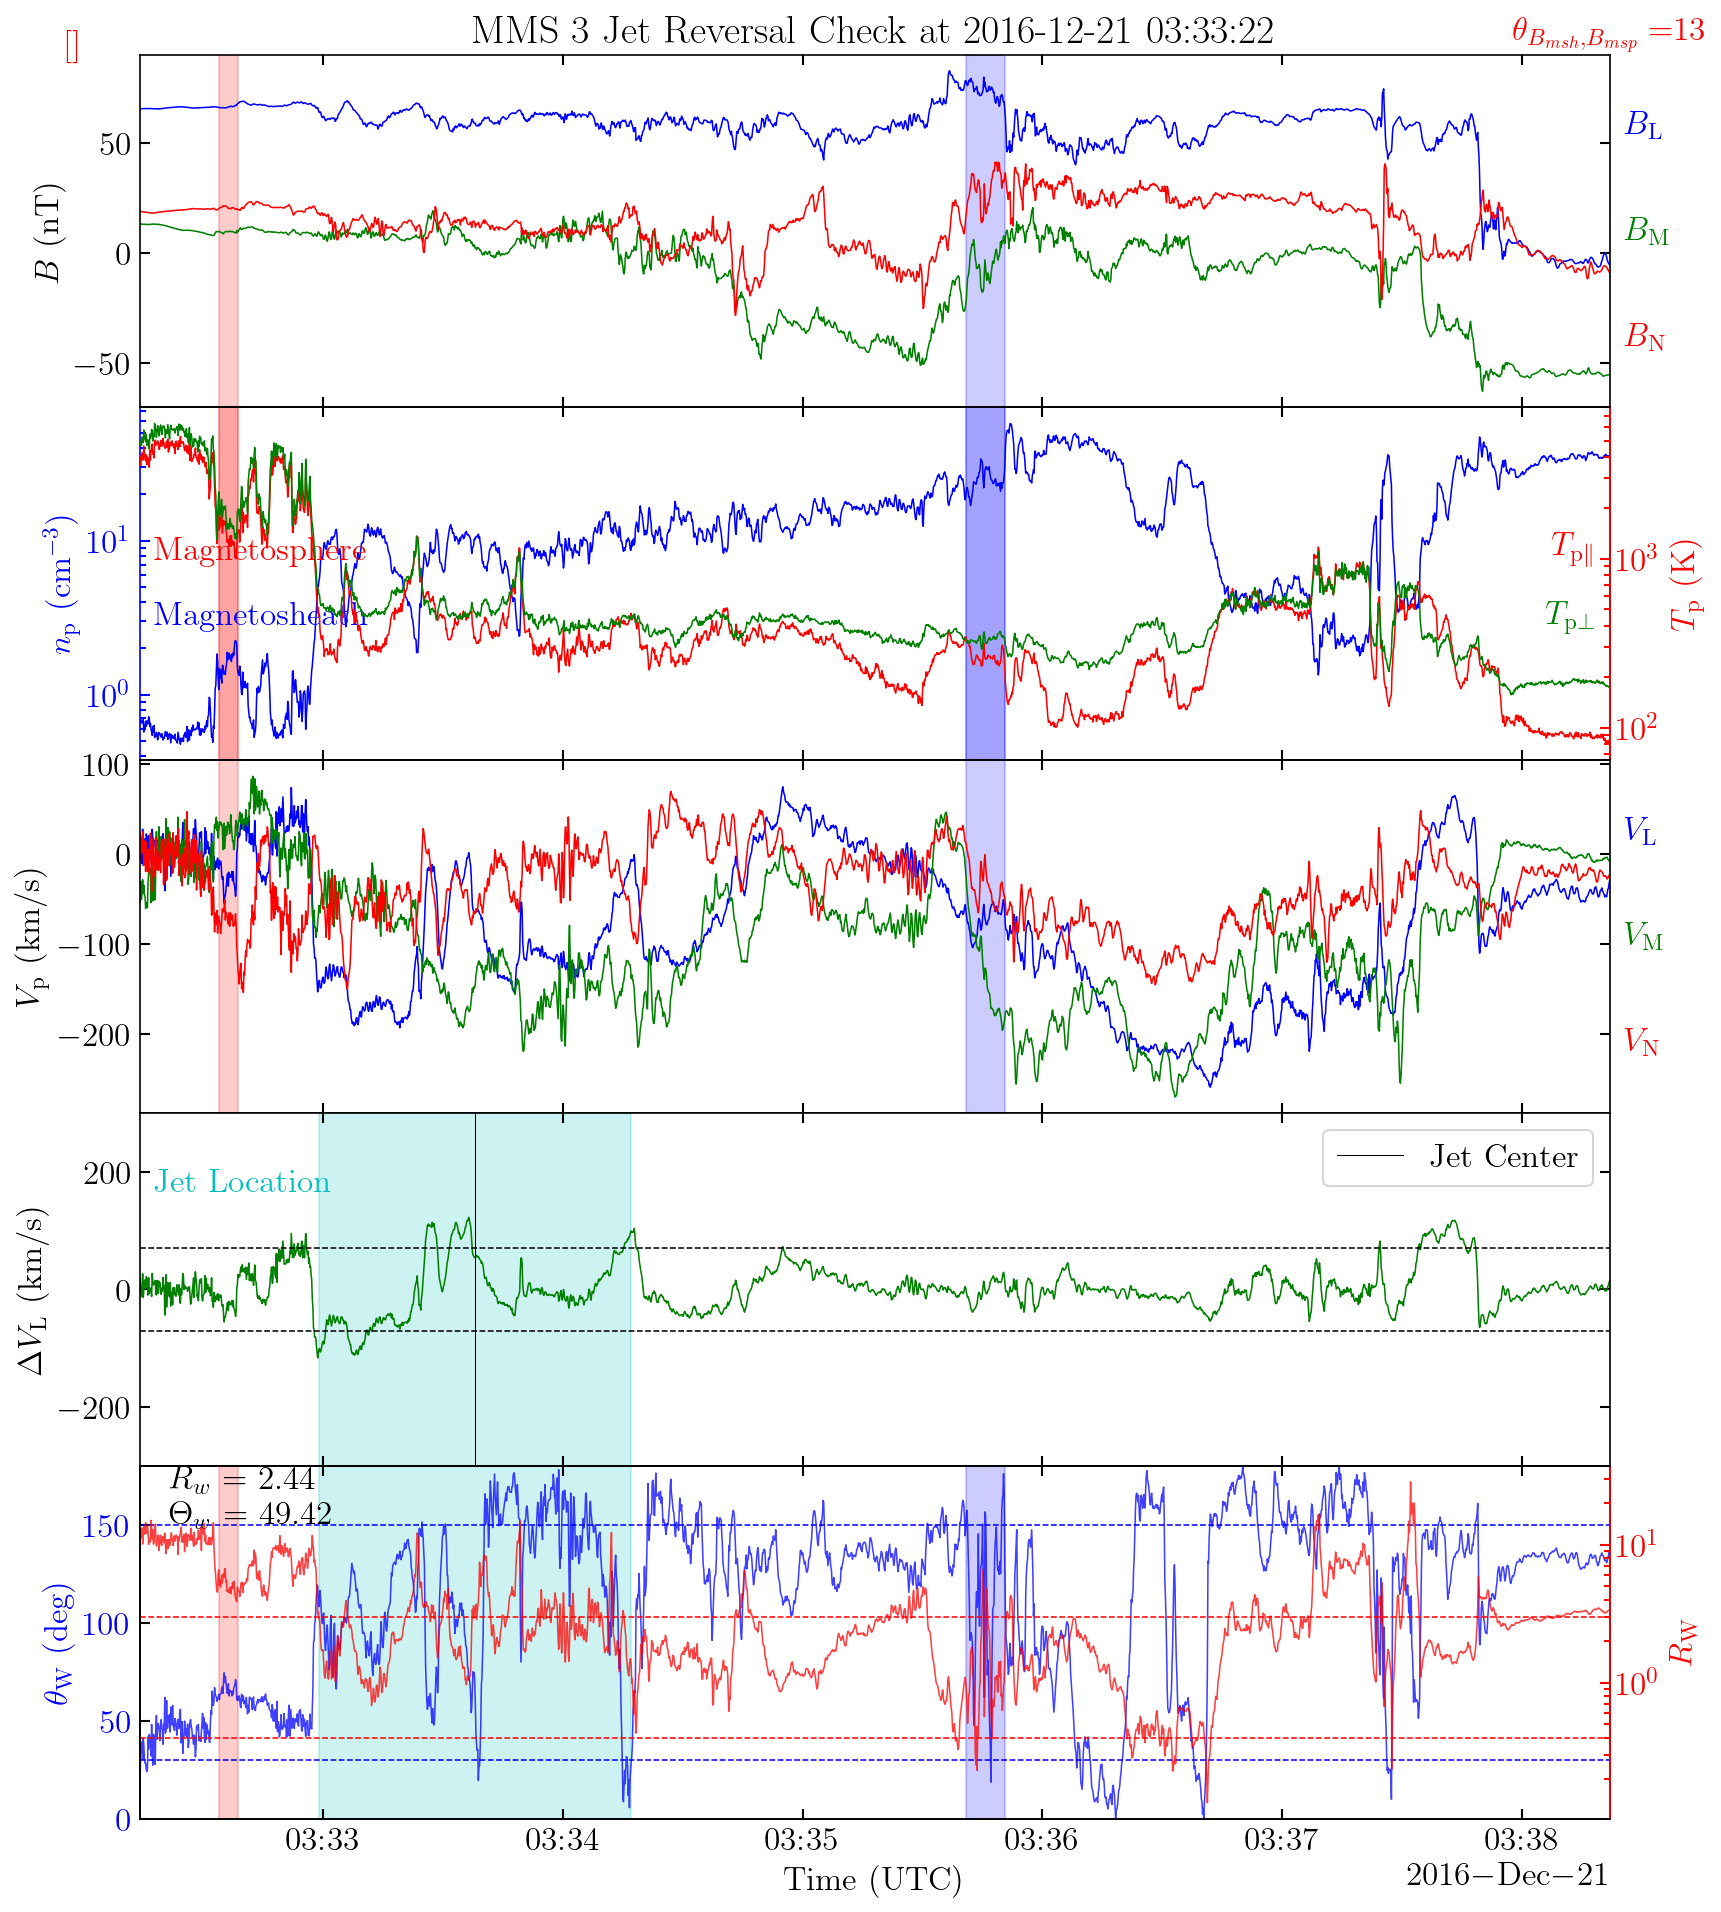 MMS 3 Jet Reversal Check at 2016-12-21 03:33:22
[]
θ_{B_{msh},B_{msp}} =13
50
0
−50
B (nT)
B_L
B_M
B_N
10^1
10^0
n_p (cm^{−3})
Magnetosphere
Magnetosheath
T_{p∥}
T_{p⊥}
10^3
10^2
T_p (K)
100
0
−100
−200
V_p (km/s)
V_L
V_M
V_N
200
0
−200
ΔV_L (km/s)
Jet Location
Jet Center
R_w = 2.44
Θ_w = 49.42
150
100
50
0
θ_W (deg)
10^1
10^0
R_W
03:33 03:34 03:35 03:36 03:37 03:38
2016−Dec−21
Time (UTC)